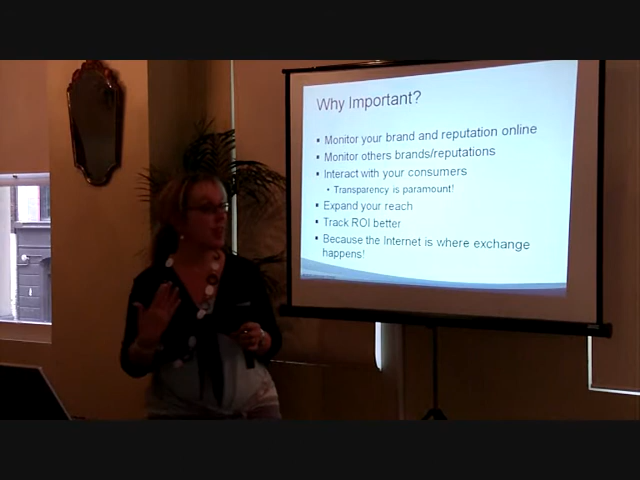 Why Important?
▪ Monitor your brand and reputation online
▪ Monitor others brands/reputations
▪ Interact with your consumers
▪ Transparency is paramount!
▪ Expand your reach
▪ Track ROI better
▪ Because the Internet is where exchange
happens!